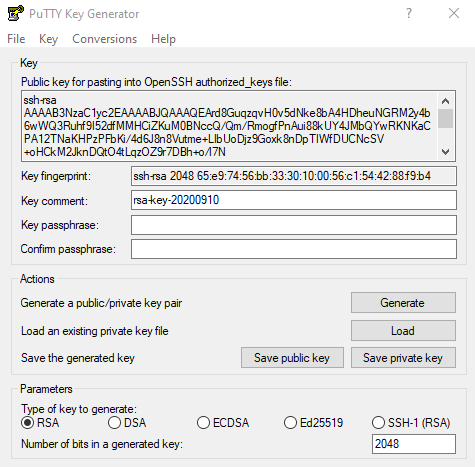 PuTTY Key Generator
?
File Key Conversions Help
Key
Public key for pasting into OpenSSH authorized_keys file:
ssh-rsa
AAAAB3NzaC1yc2EAAAABJQAAAQEArd8GuqzqvH0v5dNke8bA4HDheuNGRM2y4b
6wWQ3Ruhf9I52dfMMHCiZKuM0BNccQ/Qm/RmogfPnAui88kUY4JMbQYwRKNKaC
PA12TNaKHPzPFbKi/4d6J8n8Vutme+LIbUoDjz9Goxk8nDpTIWfDUCNcSV
+oHCkM2JknDQtO4tLqzOZ9r7DBh+o/I7N
Key fingerprint:
ssh-rsa 2048 65:e9:74:56:bb:33:30:10:00:56:c1:54:42:88:f9:b4
Key comment:
rsa-key-20200910
Key passphrase:
Confirm passphrase:
Actions
Generate a public/private key pair
Generate
Load an existing private key file
Load
Save the generated key
Save public key
Save private key
Parameters
Type of key to generate:
RSA DSA ECDSA Ed25519 SSH-1 (RSA)
Number of bits in a generated key:
2048